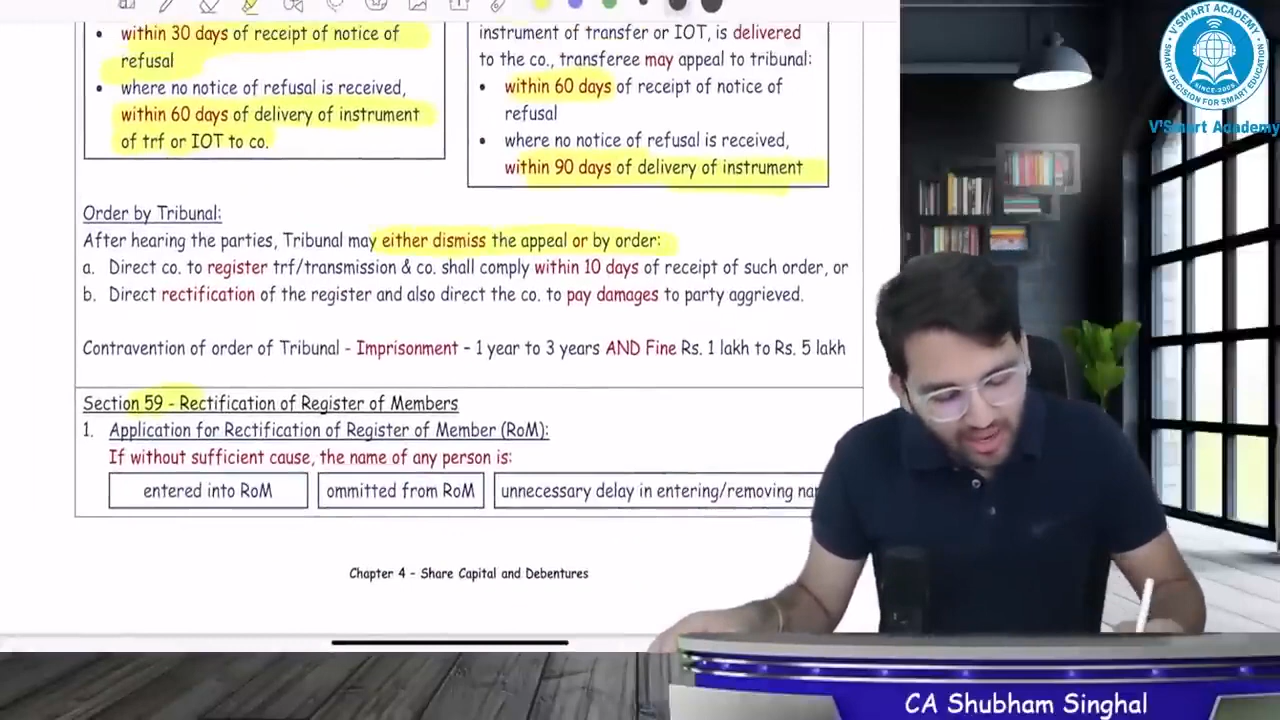 within 30 days of receipt of notice of
refusal
where no notice of refusal is received,
within 60 days of delivery of instrument
of trf or IOT to co.
instrument of transfer or IOT, is delivered
to the co., transferee may appeal to tribunal:
within 60 days of receipt of notice of
refusal
where no notice of refusal is received,
within 90 days of delivery of instrument
Order by Tribunal:
After hearing the parties, Tribunal may either dismiss the appeal or by order:
a. Direct co. to register trf/transmission & co. shall comply within 10 days of receipt of such order, or
b. Direct rectification of the register and also direct the co. to pay damages to party aggrieved.
Contravention of order of Tribunal - Imprisonment – 1 year to 3 years AND Fine Rs. 1 lakh to Rs. 5 lakh
Section 59 - Rectification of Register of Members
1. Application for Rectification of Register of Member (RoM):
If without sufficient cause, the name of any person is:
entered into RoM
ommitted from RoM
unnecessary delay in entering/removing
Chapter 4 - Share Capital and Debentures
V'SMART ACADEMY
SINCE-2005
SMART DECISION FOR SMART EDUCATION
V'Smart Academy
CA Shubham Singhal